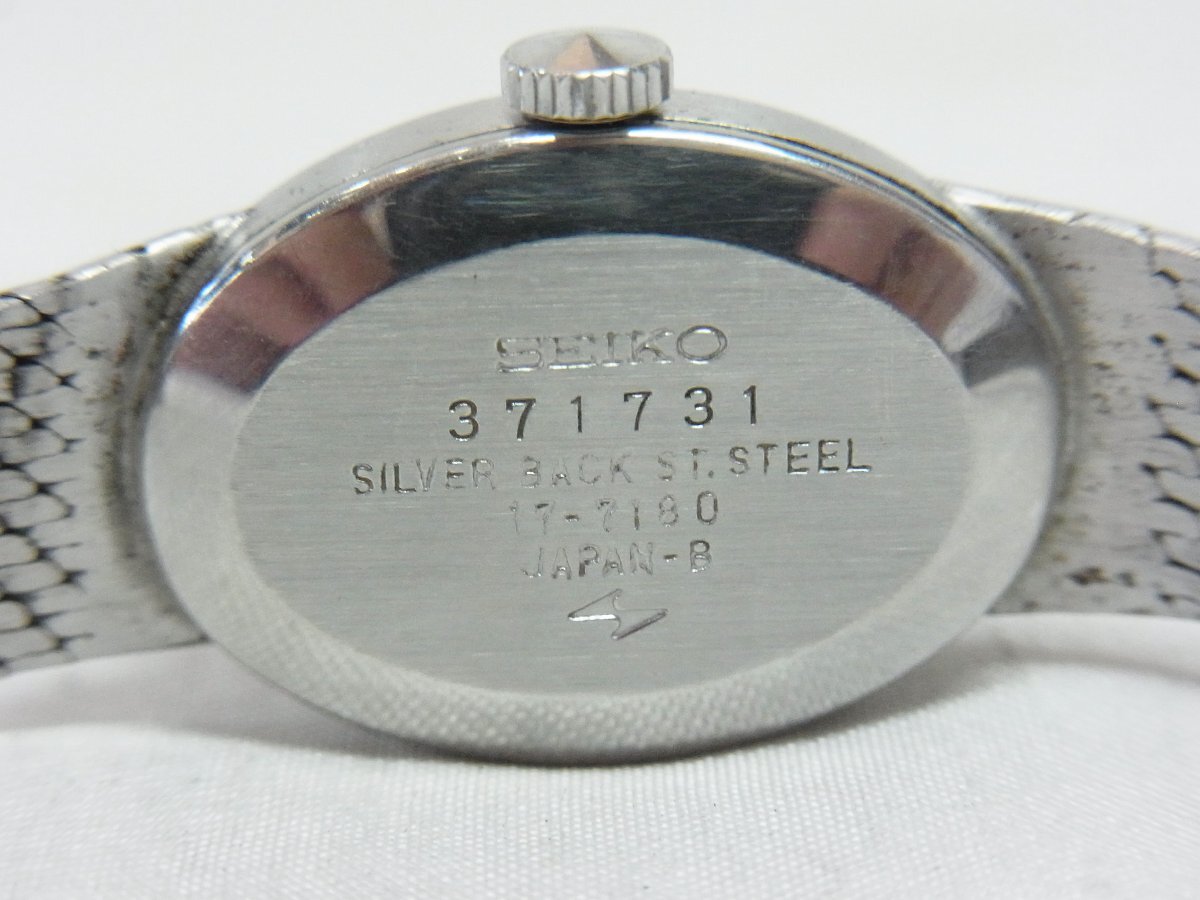 SEIKO
371731
SILVER BACK ST. STEEL
17-7180
JAPAN-B